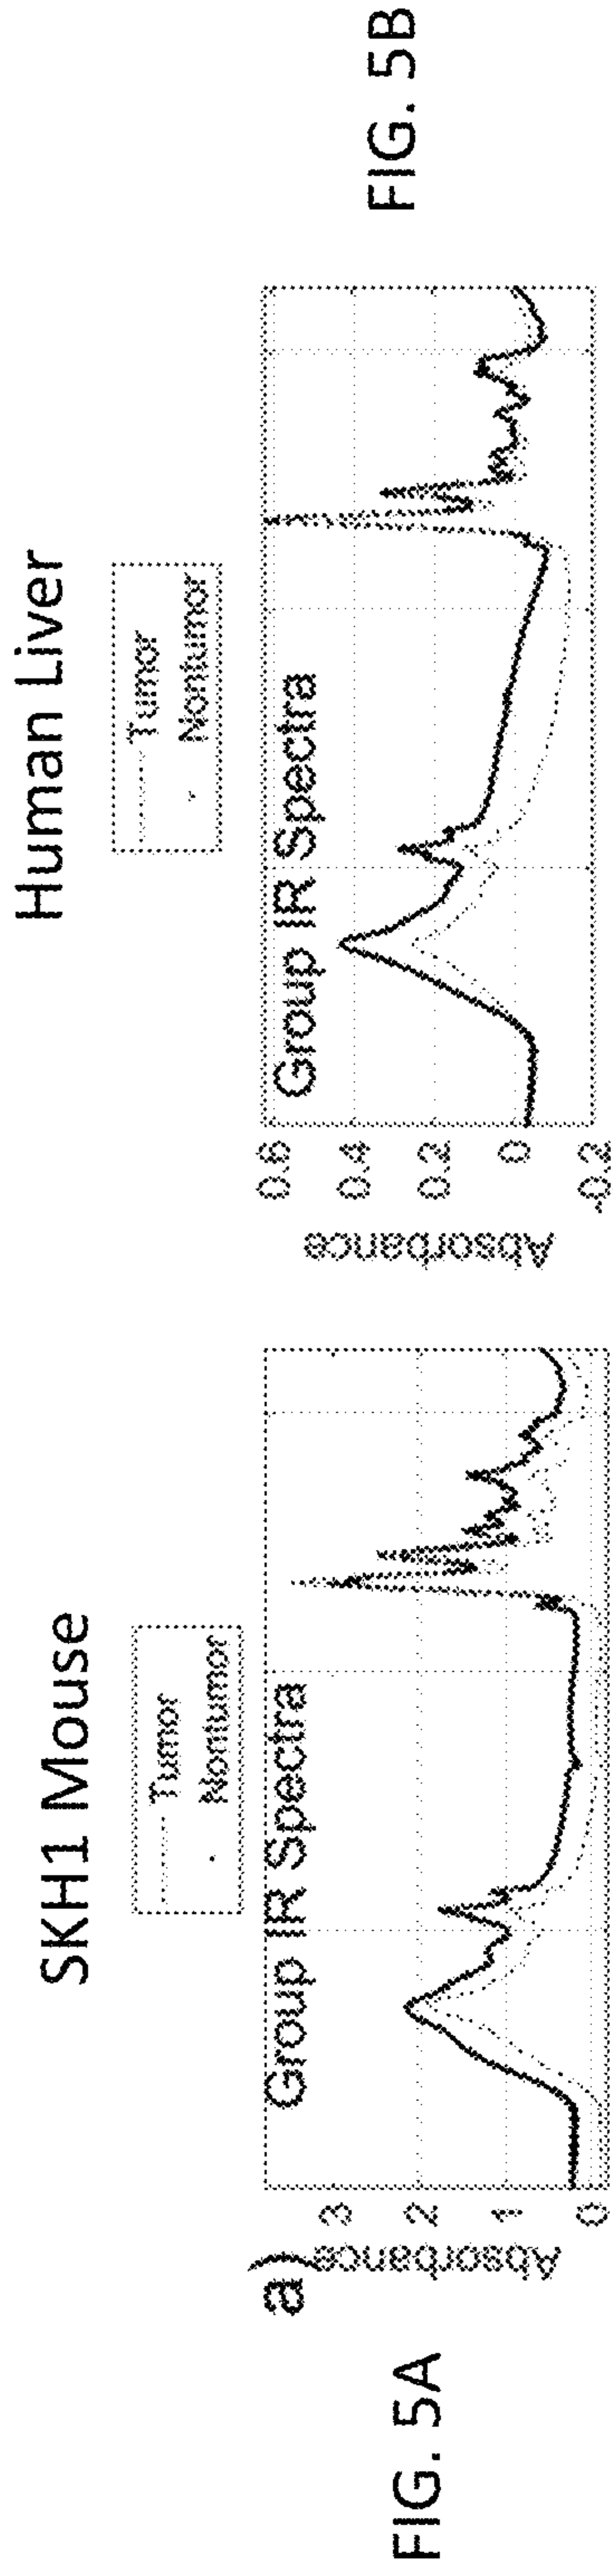 SKH1 Mouse
Tumor
Nontumor
a)
Group IR Spectra
Absorbance
3
2
1
0
FIG. 5A
Human Liver
Tumor
Nontumor
Group IR Spectra
Absorbance
0.6
0.4
0.2
0
-0.2
FIG. 5B